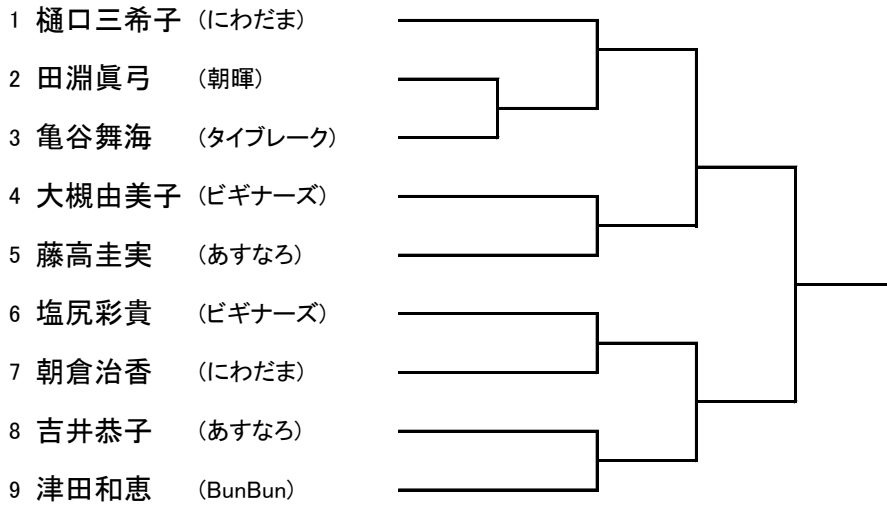 1 樋口三希子 (にわだま)
2 田淵眞弓 (朝暉)
3 亀谷舞海 (タイブレーク)
4 大槻由美子 (ビギナーズ)
5 藤高圭実 (あすなろ)
6 塩尻彩貴 (ビギナーズ)
7 朝倉治香 (にわだま)
8 吉井恭子 (あすなろ)
9 津田和恵 (BunBun)